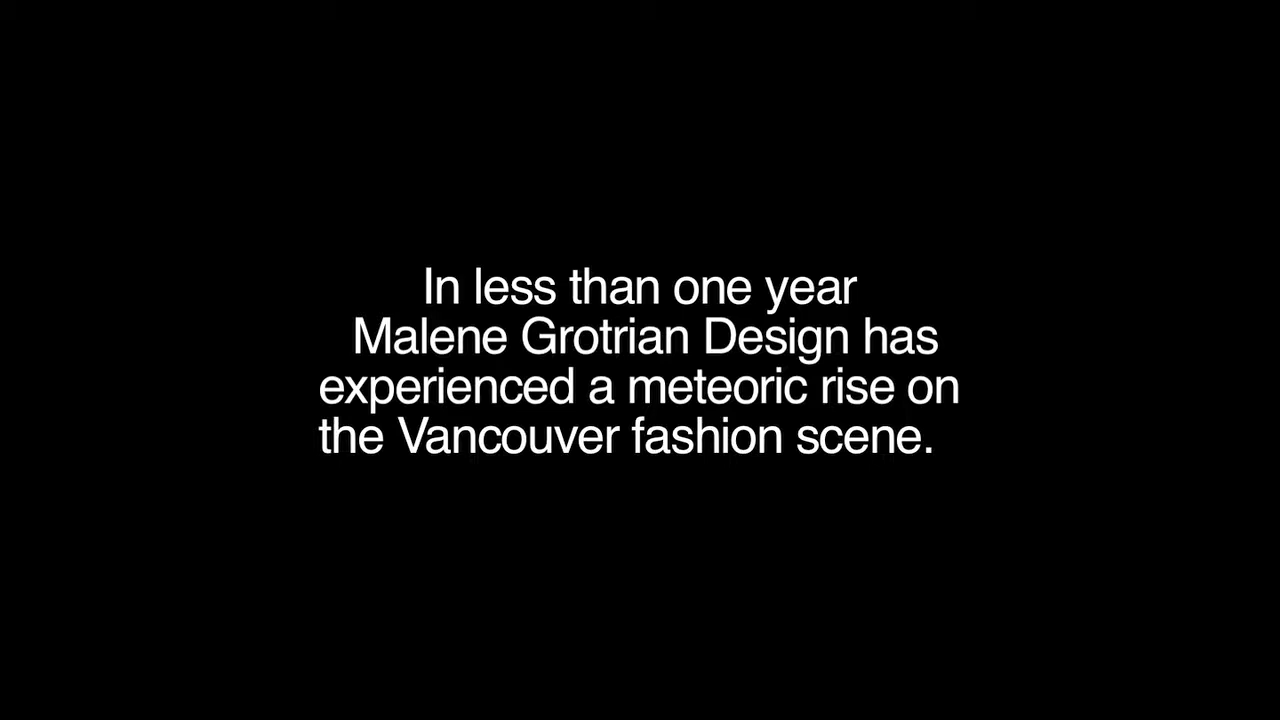 In less than one year
Malene Grotrian Design has
experienced a meteoric rise on
the Vancouver fashion scene.